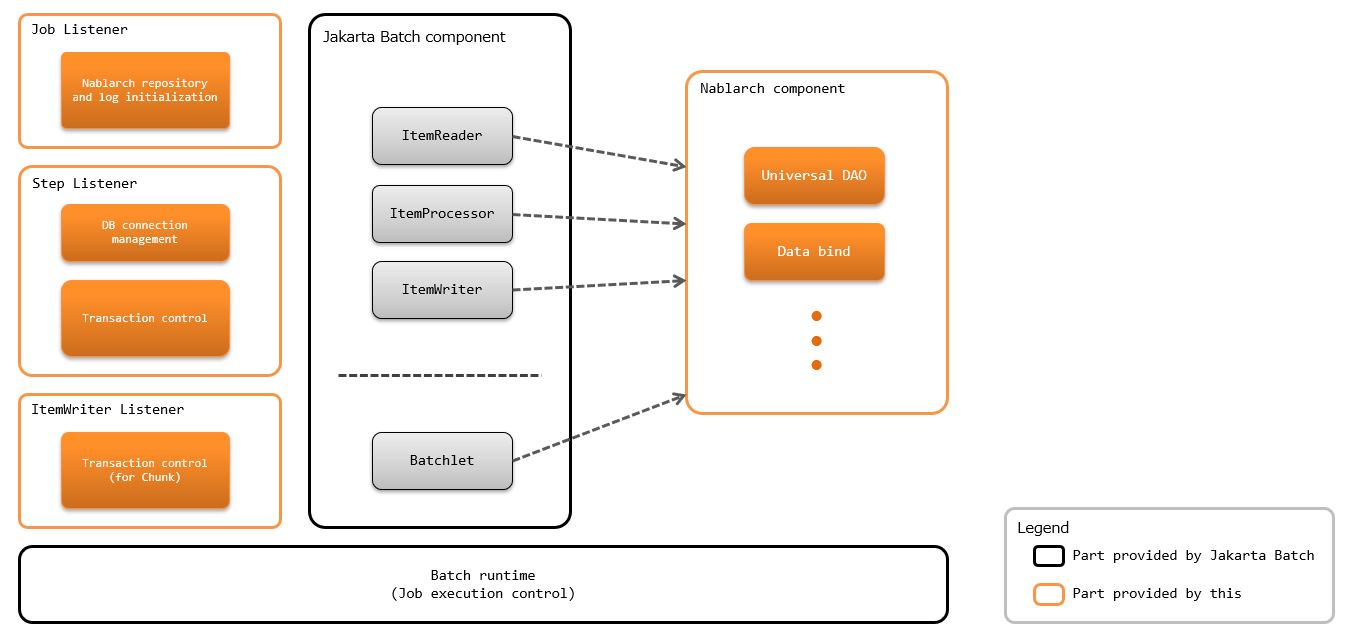 Job Listener
Nablarch repository
and log initialization
Step Listener
DB connection
management
Transaction control
ItemWriter Listener
Transaction control
(for Chunk)
Jakarta Batch component
ItemReader
ItemProcessor
ItemWriter
Batchlet
Nablarch component
Universal DAO
Data bind
Batch runtime
(Job execution control)
Legend
Part provided by Jakarta Batch
Part provided by this